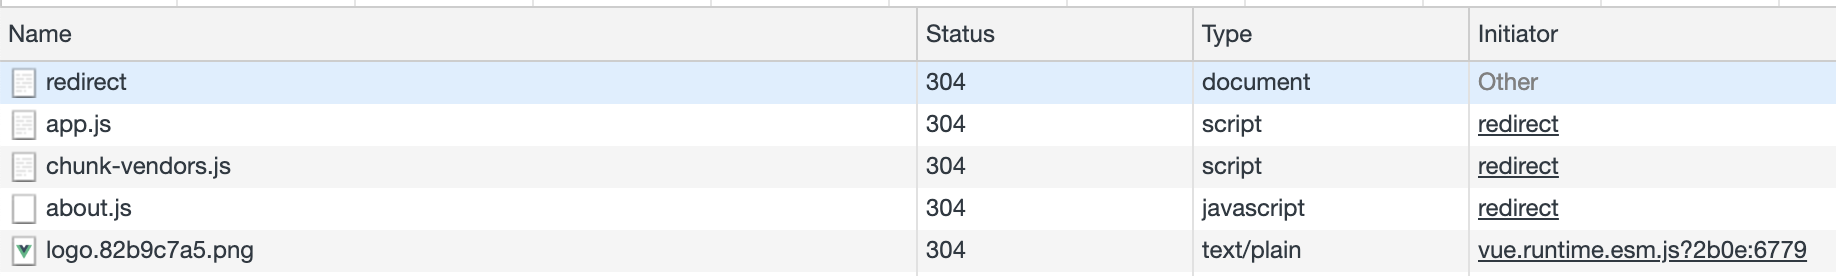 Name Status Type Initiator
redirect 304 document Other
app.js 304 script redirect
chunk-vendors.js 304 script redirect
about.js 304 javascript redirect
logo.82b9c7a5.png 304 text/plain vue.runtime.esm.js?2b0e:6779